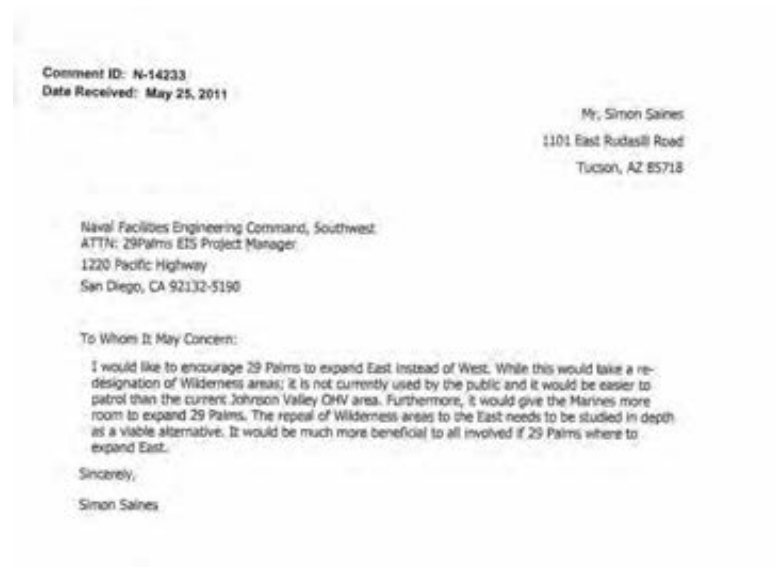 Comment ID: N-14233
Date Received: May 25, 2011
Mr. Simon Saines
1101 East Rudasill Road
Tucson, AZ 85718
Naval Facilities Engineering Command, Southwest
ATTN: 29Palms EIS Project Manager
1220 Pacific Highway
San Diego, CA 92132-5190
To Whom It May Concern:
I would like to encourage 29 Palms to expand East instead of West. While this would take a re-
designation of Wilderness areas; it is not currently used by the public and it would be easier to
patrol than the current Johnson Valley OHV area. Furthermore, it would give the Marines more
room to expand 29 Palms. The repeal of Wilderness areas to the East needs to be studied in depth
as a viable alternative. It would be much more beneficial to all involved if 29 Palms where to
expand East.
Sincerely,
Simon Saines